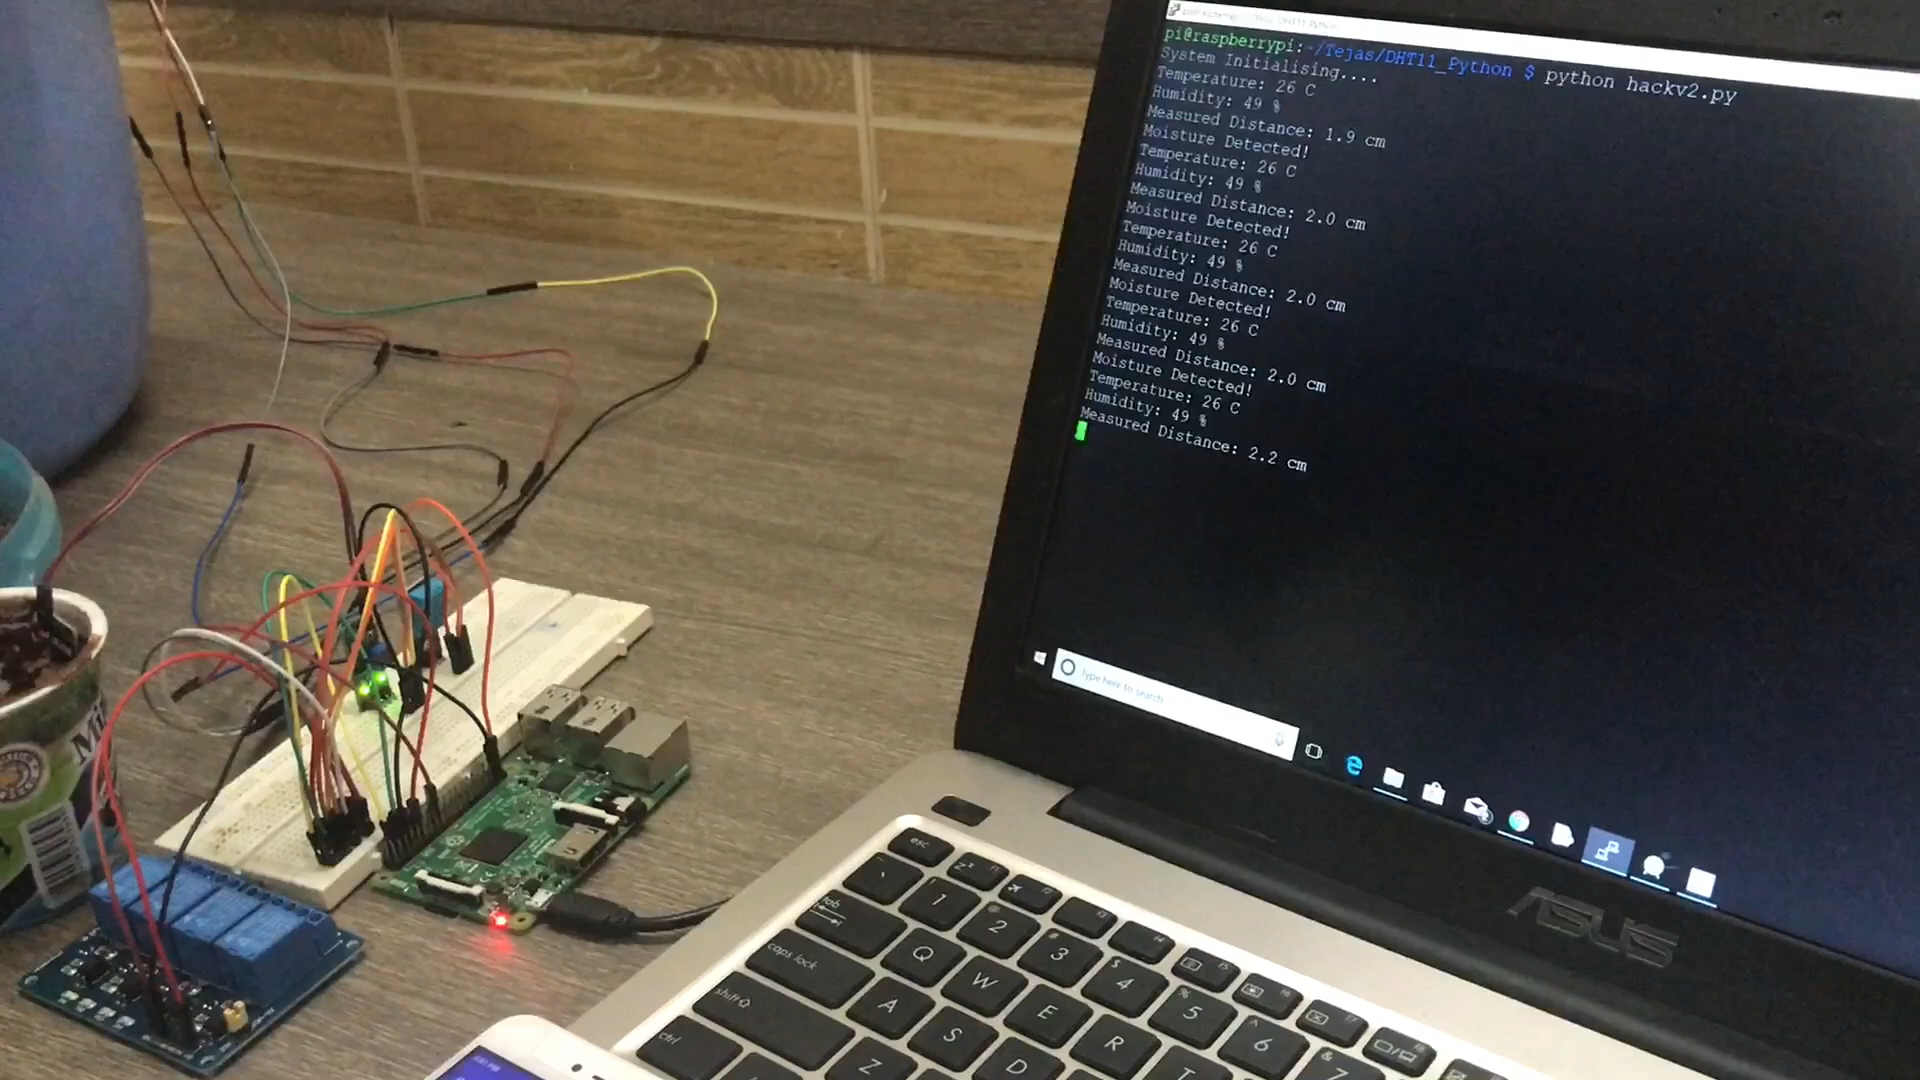 pi@raspberrypi:~/Tejas/DHT11_Python $ python hackv2.py
System Initialising....
Temperature: 26 C
Humidity: 49 %
Measured Distance: 1.9 cm
Moisture Detected!
Temperature: 26 C
Humidity: 49 %
Measured Distance: 2.0 cm
Moisture Detected!
Temperature: 26 C
Humidity: 49 %
Measured Distance: 2.0 cm
Moisture Detected!
Temperature: 26 C
Humidity: 49 %
Measured Distance: 2.0 cm
Moisture Detected!
Temperature: 26 C
Humidity: 49 %
Measured Distance: 2.2 cm
Type here to search
ASUS
esc
1
2
3
4
5
6
7
tab
Q
W
E
R
T
caps lock
A
S
D
shift
Z
ctrl